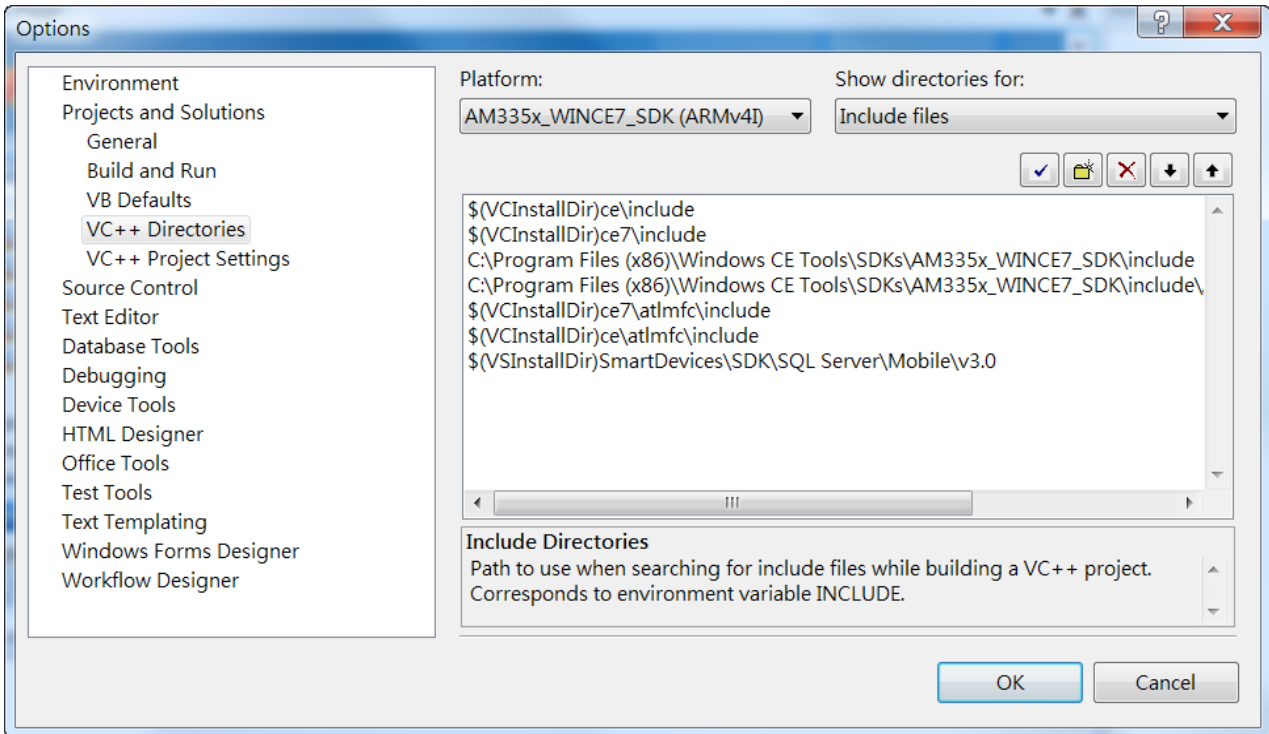 Options
Environment
Projects and Solutions
General
Build and Run
VB Defaults
VC++ Directories
VC++ Project Settings
Source Control
Text Editor
Database Tools
Debugging
Device Tools
HTML Designer
Office Tools
Test Tools
Text Templating
Windows Forms Designer
Workflow Designer
Platform:
AM335x_WINCE7_SDK (ARMv4I)
Show directories for:
Include files
$(VCInstallDir)ce\include
$(VCInstallDir)ce7\include
C:\Program Files (x86)\Windows CE Tools\SDKs\AM335x_WINCE7_SDK\include
C:\Program Files (x86)\Windows CE Tools\SDKs\AM335x_WINCE7_SDK\include\
$(VCInstallDir)ce7\atlmfc\include
$(VCInstallDir)ce\atlmfc\include
$(VSInstallDir)SmartDevices\SDK\SQL Server\Mobile\v3.0
Include Directories
Path to use when searching for include files while building a VC++ project.
Corresponds to environment variable INCLUDE.
OK
Cancel